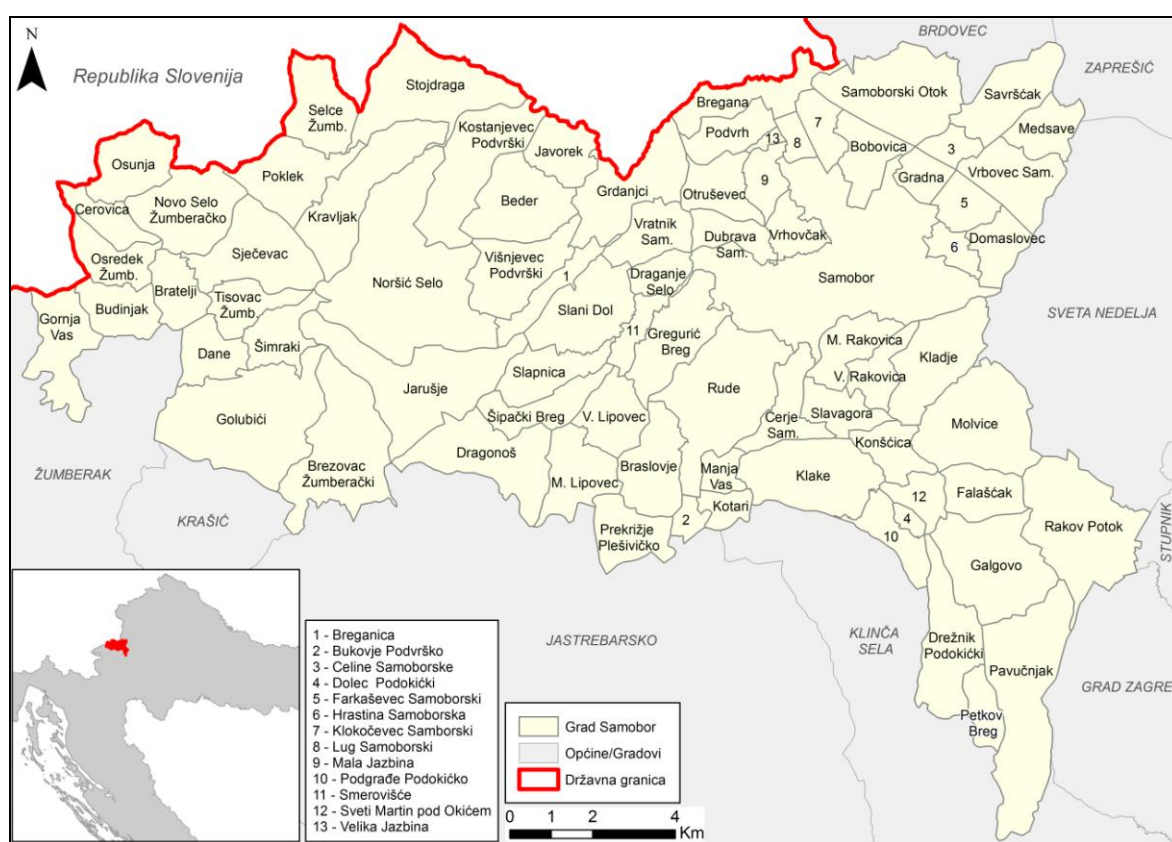 N
Republika Slovenija
BRDOVEC
ZAPREŠIĆ
Stojdraga
Selce
Žumb.
Samoborski Otok
Savršćak
Bregana
Kostanjevec
Podvrški
Podvrh
13
8
7
Medsave
Javorek
Bobovica
3
Osunja
Poklek
Gradna
Vrbovec Sam.
Grdanjci
Otruševec
9
Cerovica
Novo Selo
Žumberačko
Kravljak
Beder
5
Vratnik
Sam.
Dubrava
Sam.
Vrhovčak
6
Domaslovec
Osredek
Žumb.
Sječevac
Višnjevec
Podvrški
1
Draganje
Selo
Samobor
Noršić Selo
Bratelji
Tisovac
Žumb.
Budinjak
Gornja
Vas
Slani Dol
SVETA NEDELJA
11
Gregurić
Breg
M. Rakovica
Dane
Šimraki
Kladje
Slapnica
V. Rakovica
Jarušje
Rude
Golubići
Šipački Breg
V. Lipovec
Cerje
Sam.
Slavagora
Molvice
Konšćica
Dragonoš
ŽUMBERAK
Brezovac
Žumberački
Braslovje
Manja
Vas
Klake
M. Lipovec
12
Falašćak
Kotari
2
4
KRAŠIĆ
Prekrižje
Plešivičko
10
Rakov Potok
STUPNIK
Galgovo
JASTREBARSKO
KLINČA
SELA
Drežnik
Podokićki
Pavučnjak
GRAD ZAGRE
Petkov
Breg
1 - Breganica
2 - Bukovje Podvrško
3 - Celine Samoborske
4 - Dolec Podokićki
5 - Farkaševec Samoborski
6 - Hrastina Samoborska
7 - Klokočevec Samborski
8 - Lug Samoborski
9 - Mala Jazbina
10 - Podgrađe Podokićko
11 - Smerovišće
12 - Sveti Martin pod Okićem
13 - Velika Jazbina
Grad Samobor
Općine/Gradovi
Državna granica
0 1 2 4
Km